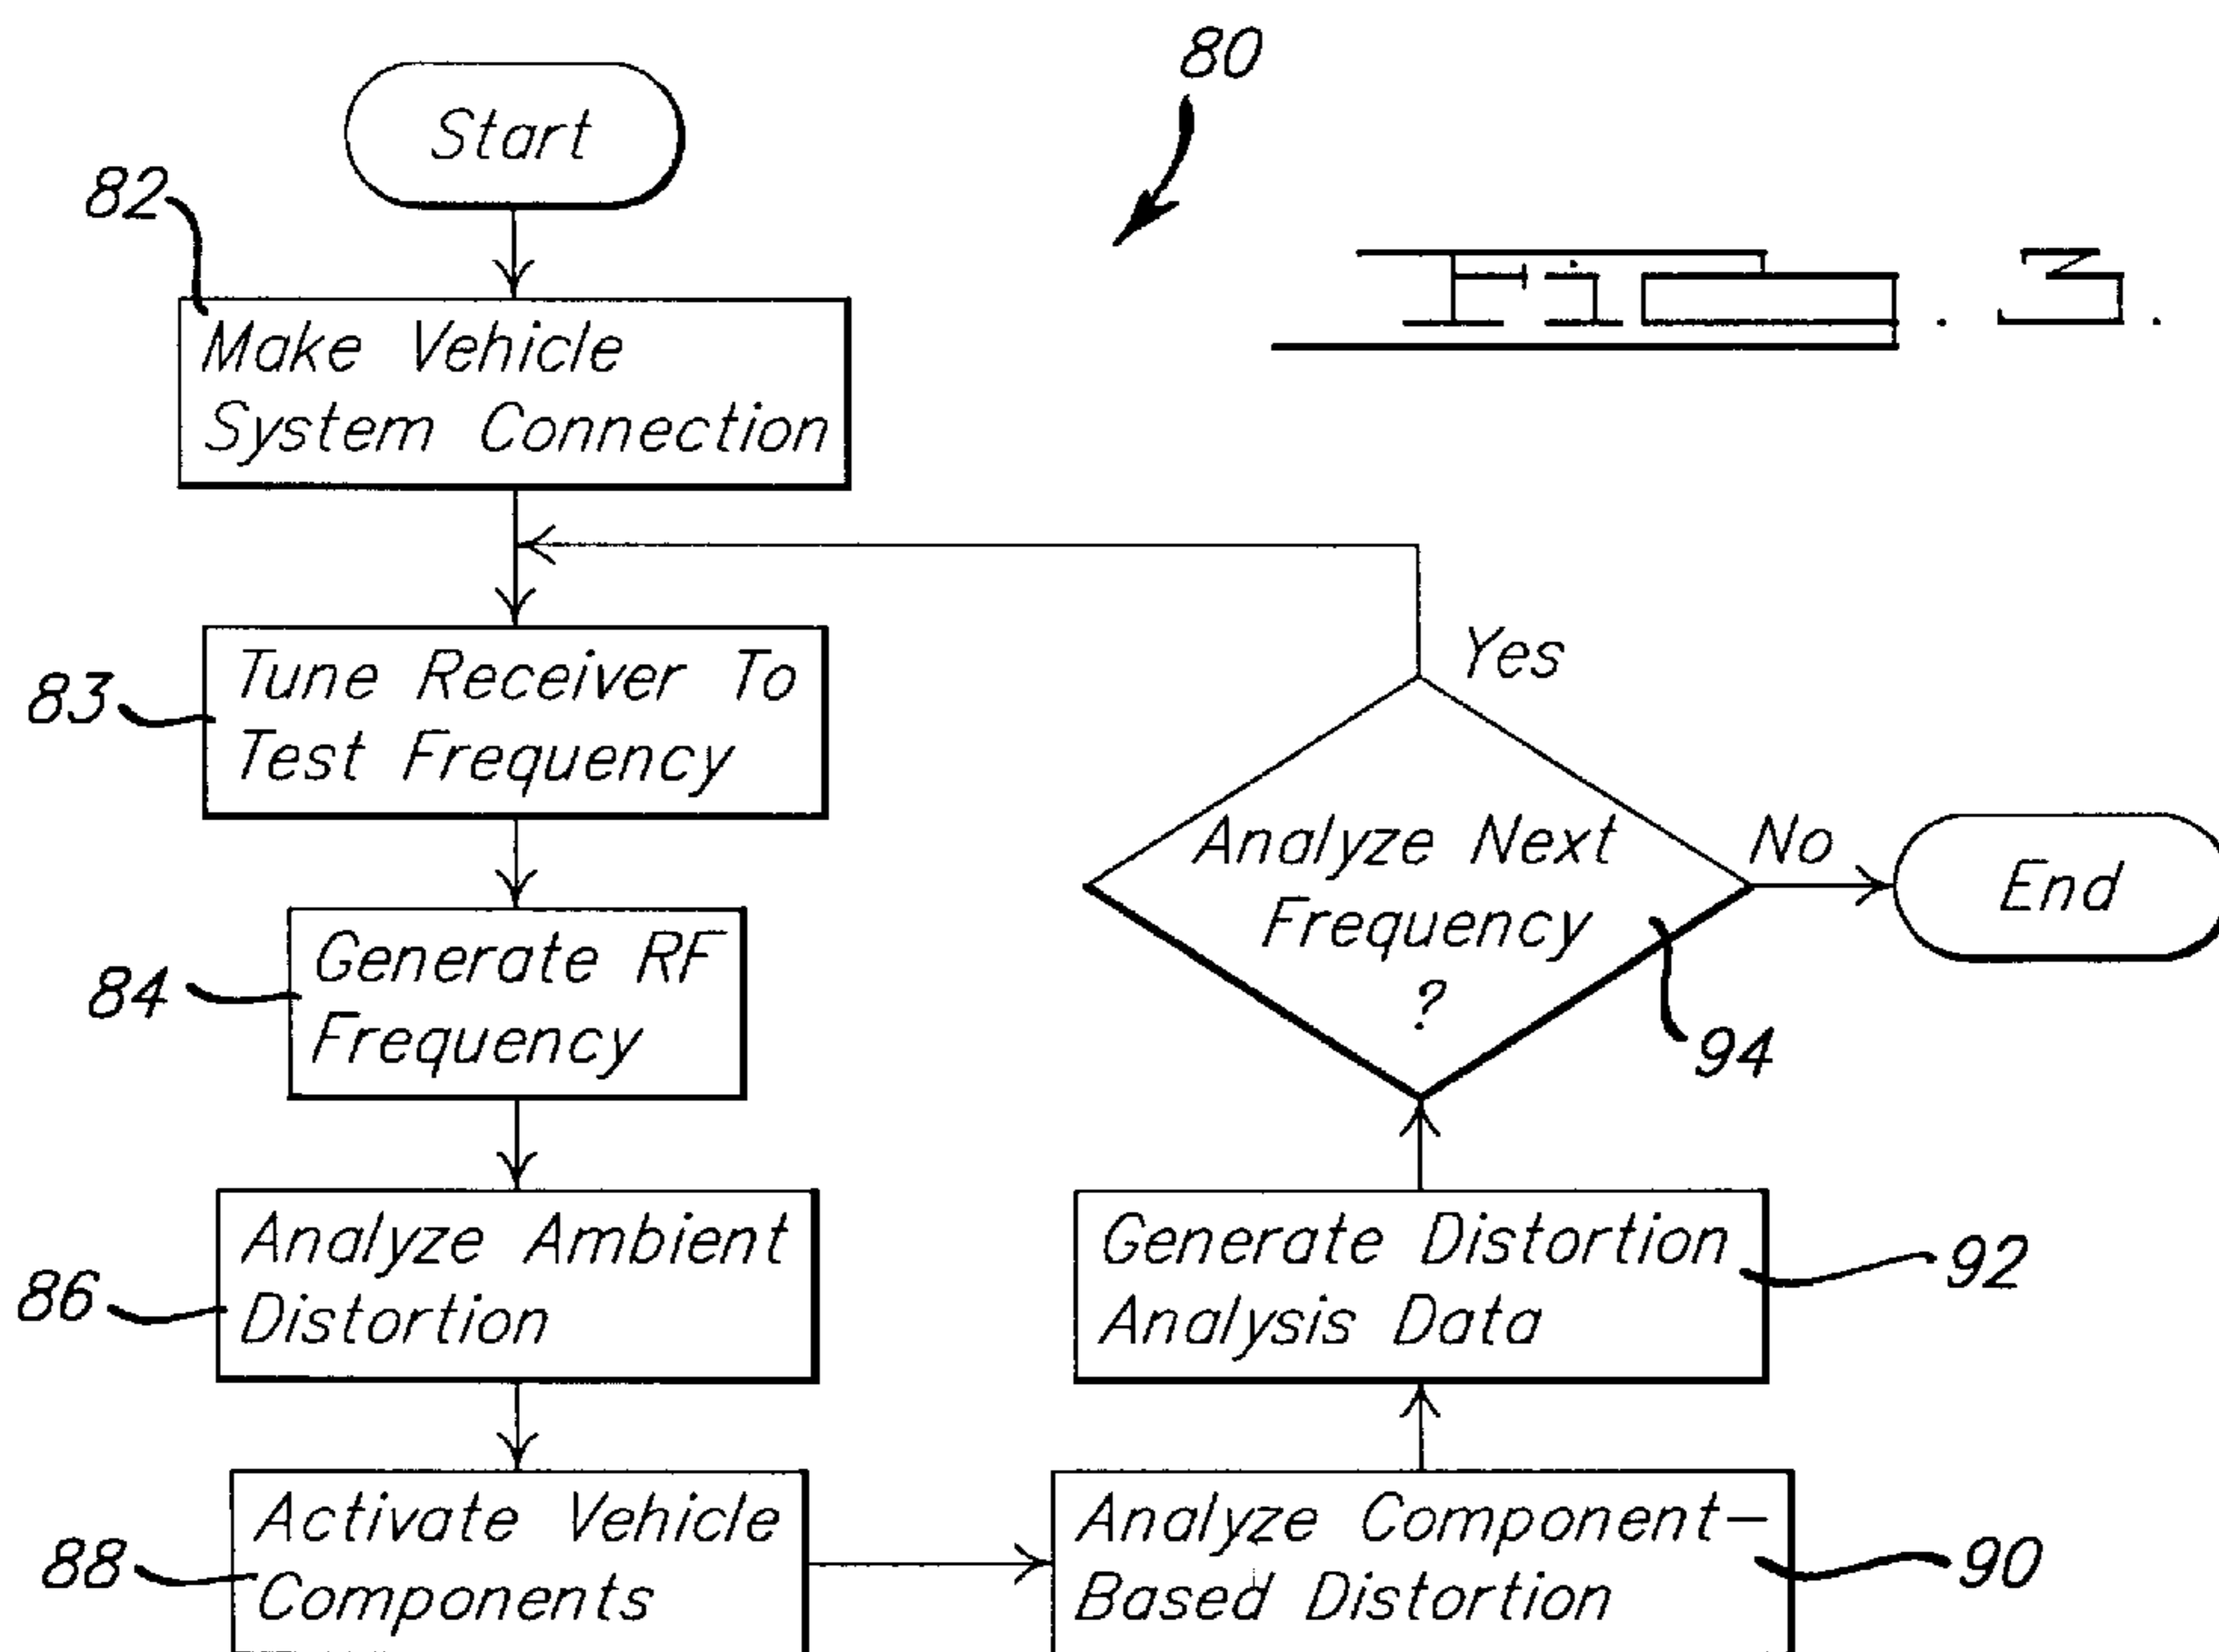 80
Start
Fig. 3.
82
Make Vehicle
System Connection
83
Tune Receiver To
Test Frequency
Yes
84
Generate RF
Frequency
Analyze Next
Frequency
?
No
End
94
86
Analyze Ambient
Distortion
Generate Distortion
Analysis Data
92
88
Activate Vehicle
Components
Analyze Component-
Based Distortion
90